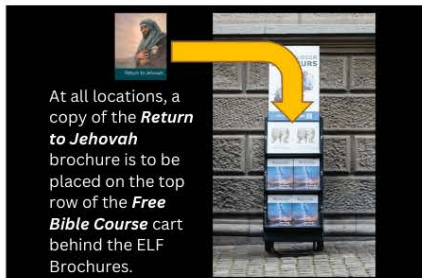 Return to Jehovah
At all locations, a
copy of the Return
to Jehovah
brochure is to be
placed on the top
row of the Free
Bible Course cart
behind the ELF
Brochures.